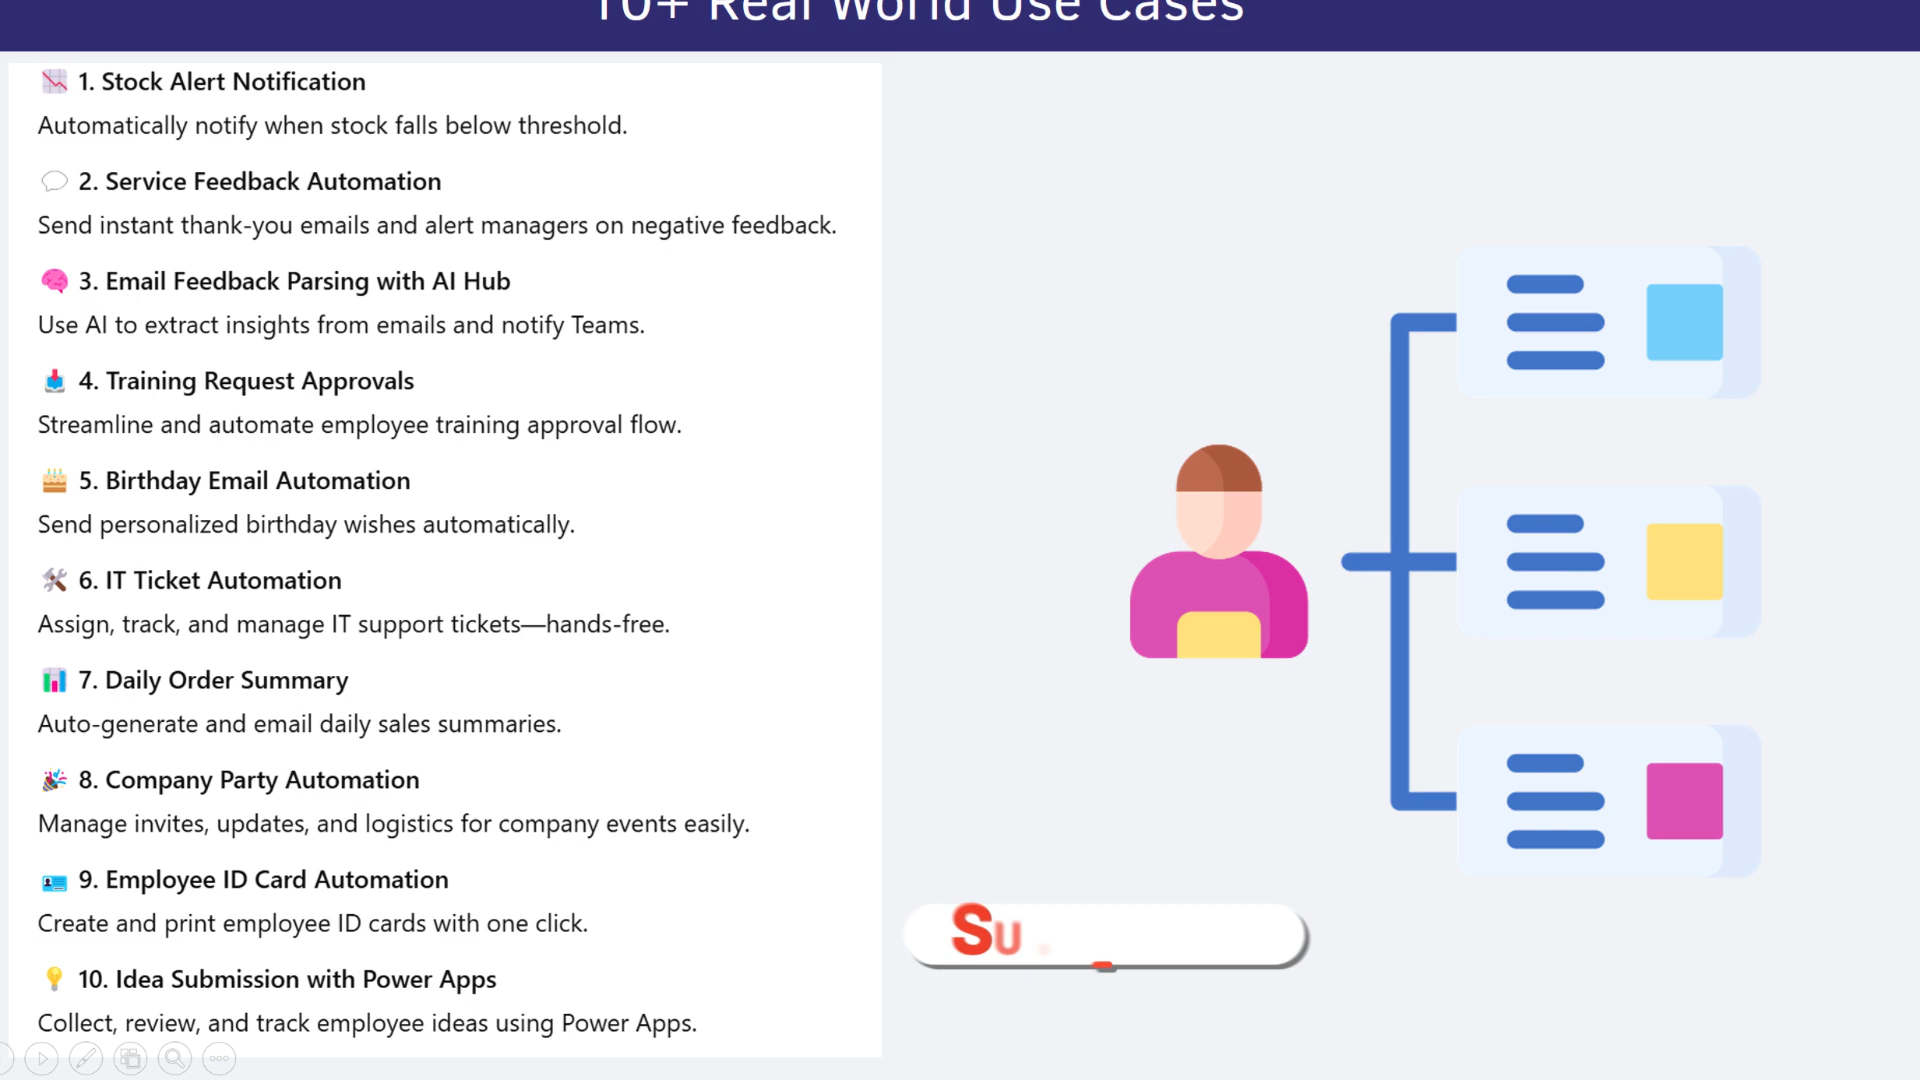 10+ Real World Use Cases
1. Stock Alert Notification
Automatically notify when stock falls below threshold.
2. Service Feedback Automation
Send instant thank-you emails and alert managers on negative feedback.
3. Email Feedback Parsing with AI Hub
Use AI to extract insights from emails and notify Teams.
4. Training Request Approvals
Streamline and automate employee training approval flow.
5. Birthday Email Automation
Send personalized birthday wishes automatically.
6. IT Ticket Automation
Assign, track, and manage IT support tickets—hands-free.
7. Daily Order Summary
Auto-generate and email daily sales summaries.
8. Company Party Automation
Manage invites, updates, and logistics for company events easily.
9. Employee ID Card Automation
Create and print employee ID cards with one click.
10. Idea Submission with Power Apps
Collect, review, and track employee ideas using Power Apps.
Su